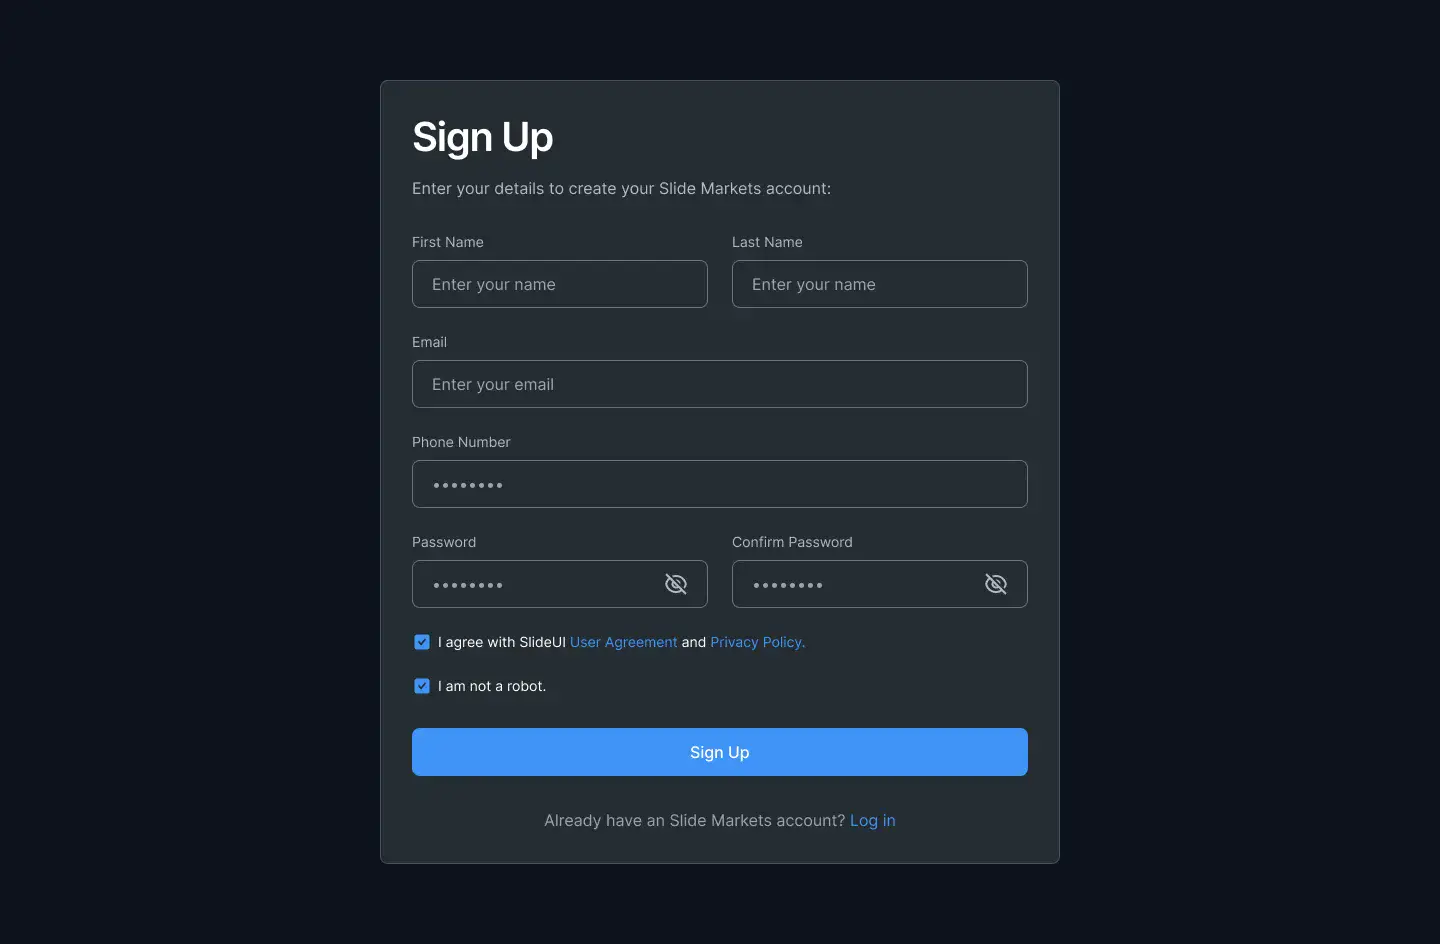 Sign Up
Enter your details to create your Slide Markets account:
First Name
Last Name
Enter your name
Enter your name
Email
Enter your email
Phone Number
••••••••
Password
Confirm Password
••••••••
••••••••
I agree with SlideUI User Agreement and Privacy Policy.
I am not a robot.
Sign Up
Already have an Slide Markets account? Log in